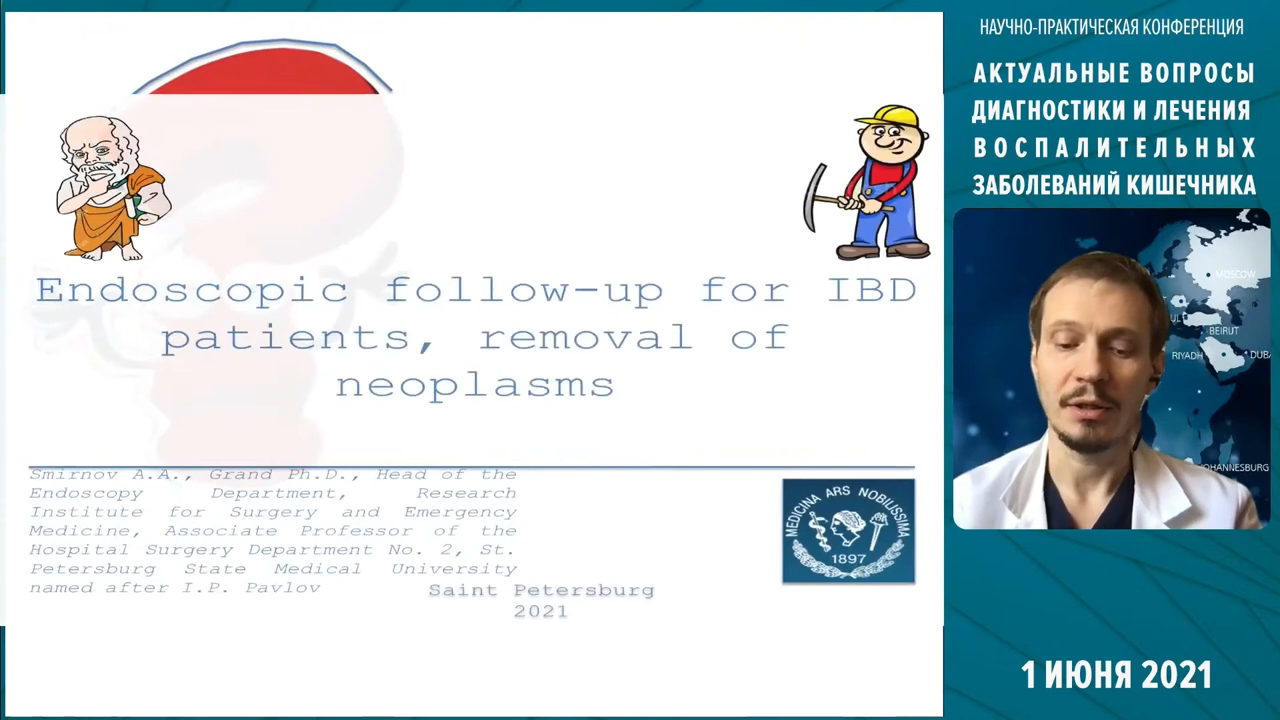 Endoscopic follow-up for IBD
patients, removal of
neoplasms
Smirnov A.A., Grand Ph.D., Head of the
Endoscopy Department, Research
Institute for Surgery and Emergency
Medicine, Associate Professor of the
Hospital Surgery Department No. 2, St.
Petersburg State Medical University
named after I.P. Pavlov
Saint Petersburg
2021
MEDICINA ARS NOBILISSIMA
1897
НАУЧНО-ПРАКТИЧЕСКАЯ КОНФЕРЕНЦИЯ
АКТУАЛЬНЫЕ ВОПРОСЫ
ДИАГНОСТИКИ И ЛЕЧЕНИЯ
ВОСПАЛИТЕЛЬНЫХ
ЗАБОЛЕВАНИЙ КИШЕЧНИКА
MOSCOW
BEIRUT
RIYADH
DUBA
JOHANNESBURG
1 ИЮНЯ 2021